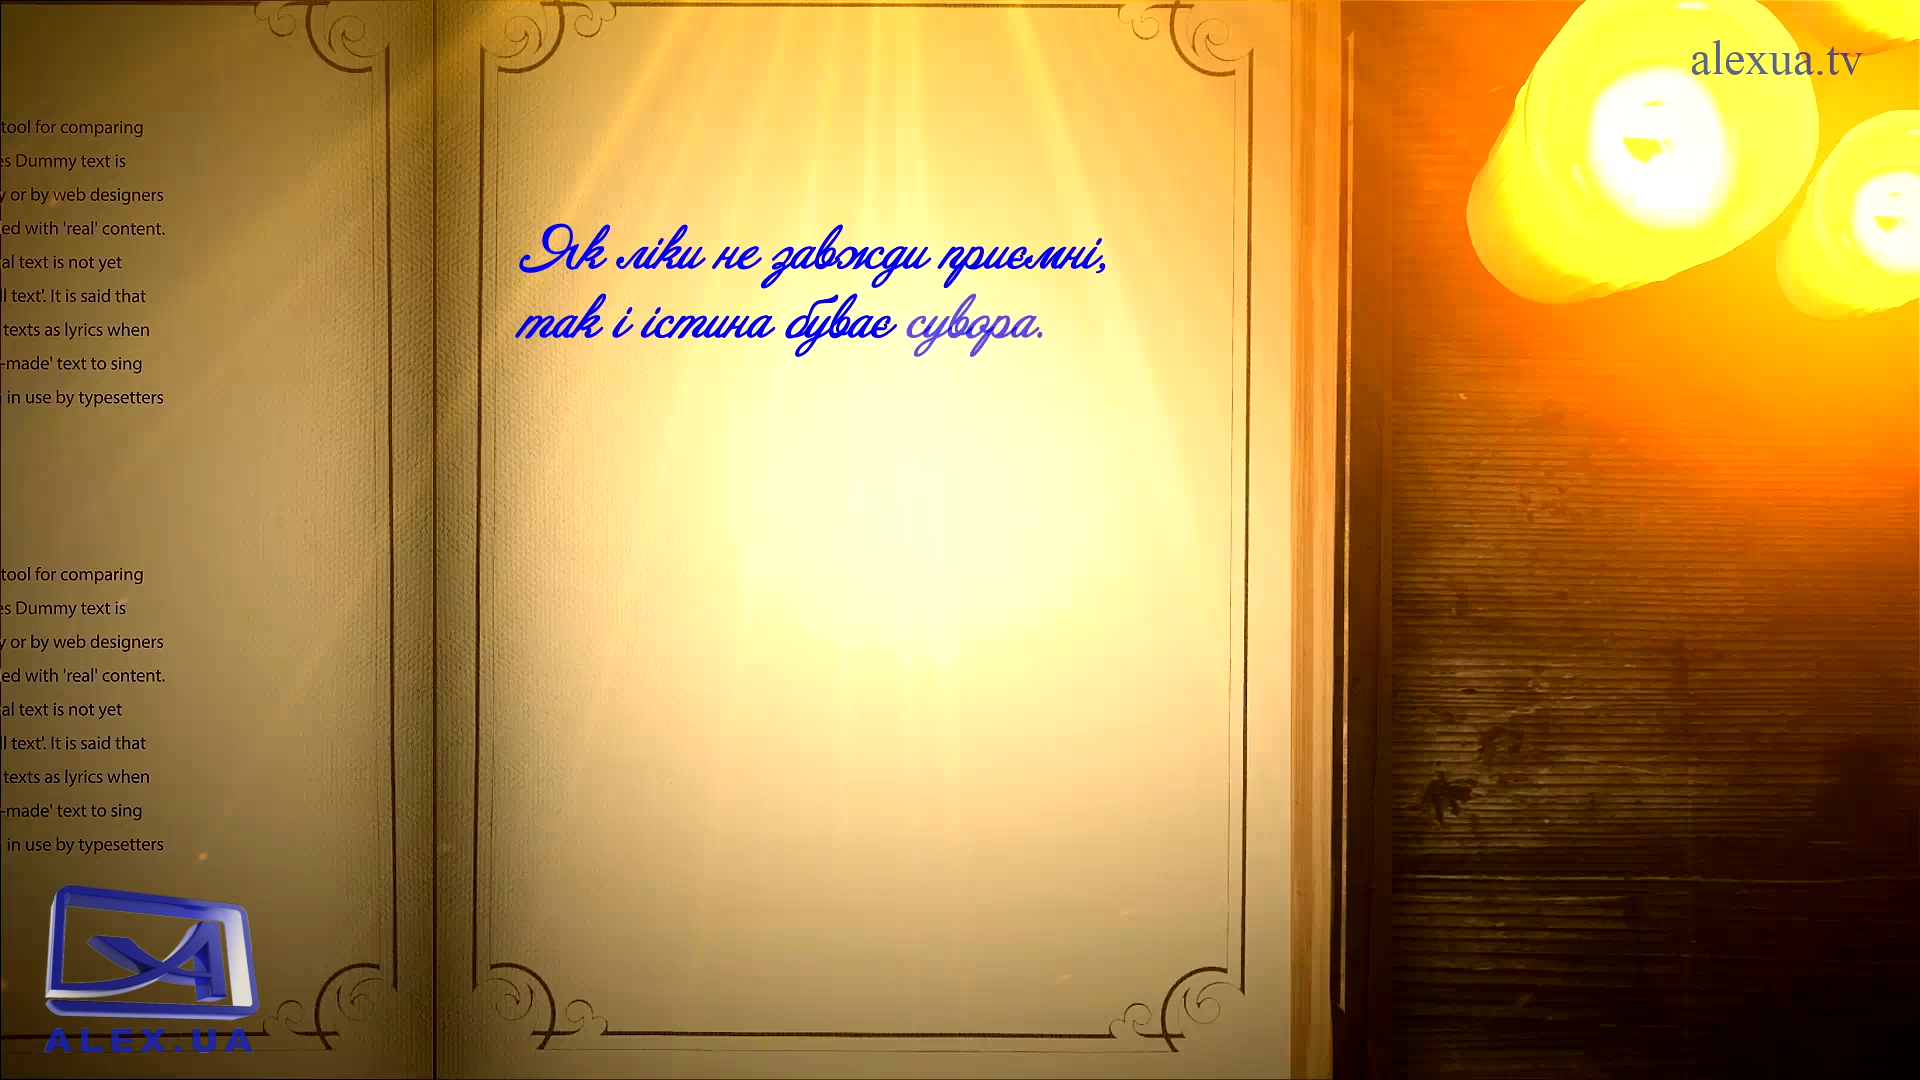 alexua.tv
tool for comparing
es Dummy text is
y or by web designers
ed with 'real' content.
al text is not yet
ll text'. It is said that
texts as lyrics when
-made' text to sing
in use by typesetters
tool for comparing
es Dummy text is
y or by web designers
ed with 'real' content.
al text is not yet
ll text'. It is said that
texts as lyrics when
-made' text to sing
in use by typesetters
Як ліки не завжди приємні,
так і істина буває сувора.
ALEX.UA